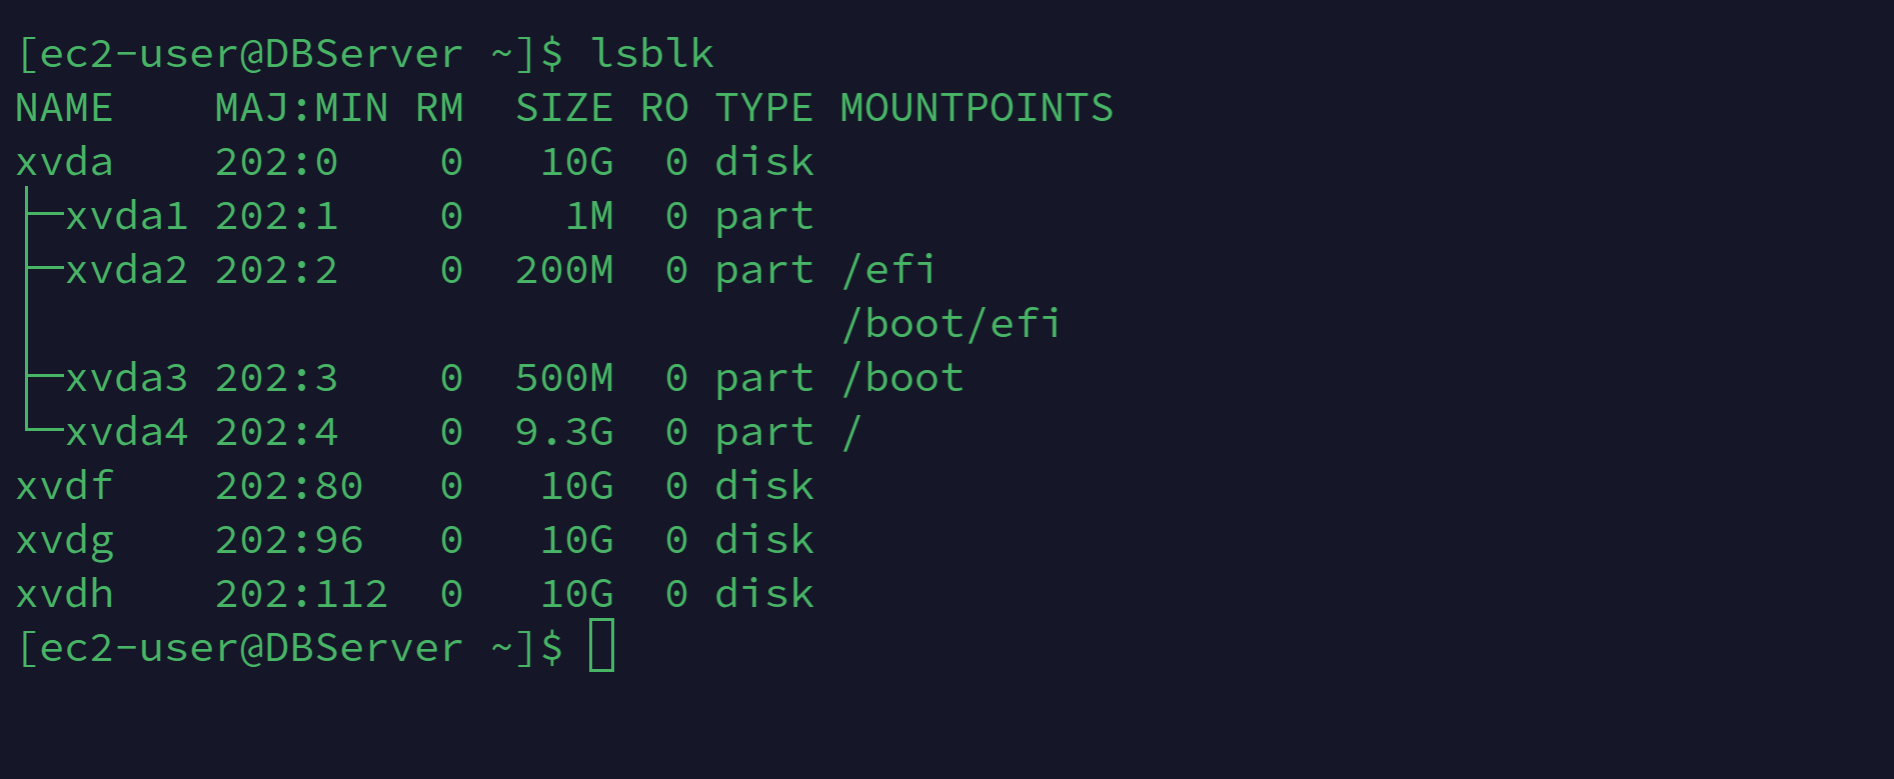 [ec2-user@DBServer ~]$ lsblk
NAME    MAJ:MIN RM  SIZE RO TYPE MOUNTPOINTS
xvda    202:0    0   10G  0 disk
├─xvda1 202:1    0    1M  0 part
├─xvda2 202:2    0  200M  0 part /efi
│                                /boot/efi
├─xvda3 202:3    0  500M  0 part /boot
└─xvda4 202:4    0  9.3G  0 part /
xvdf    202:80   0   10G  0 disk
xvdg    202:96   0   10G  0 disk
xvdh    202:112  0   10G  0 disk
[ec2-user@DBServer ~]$